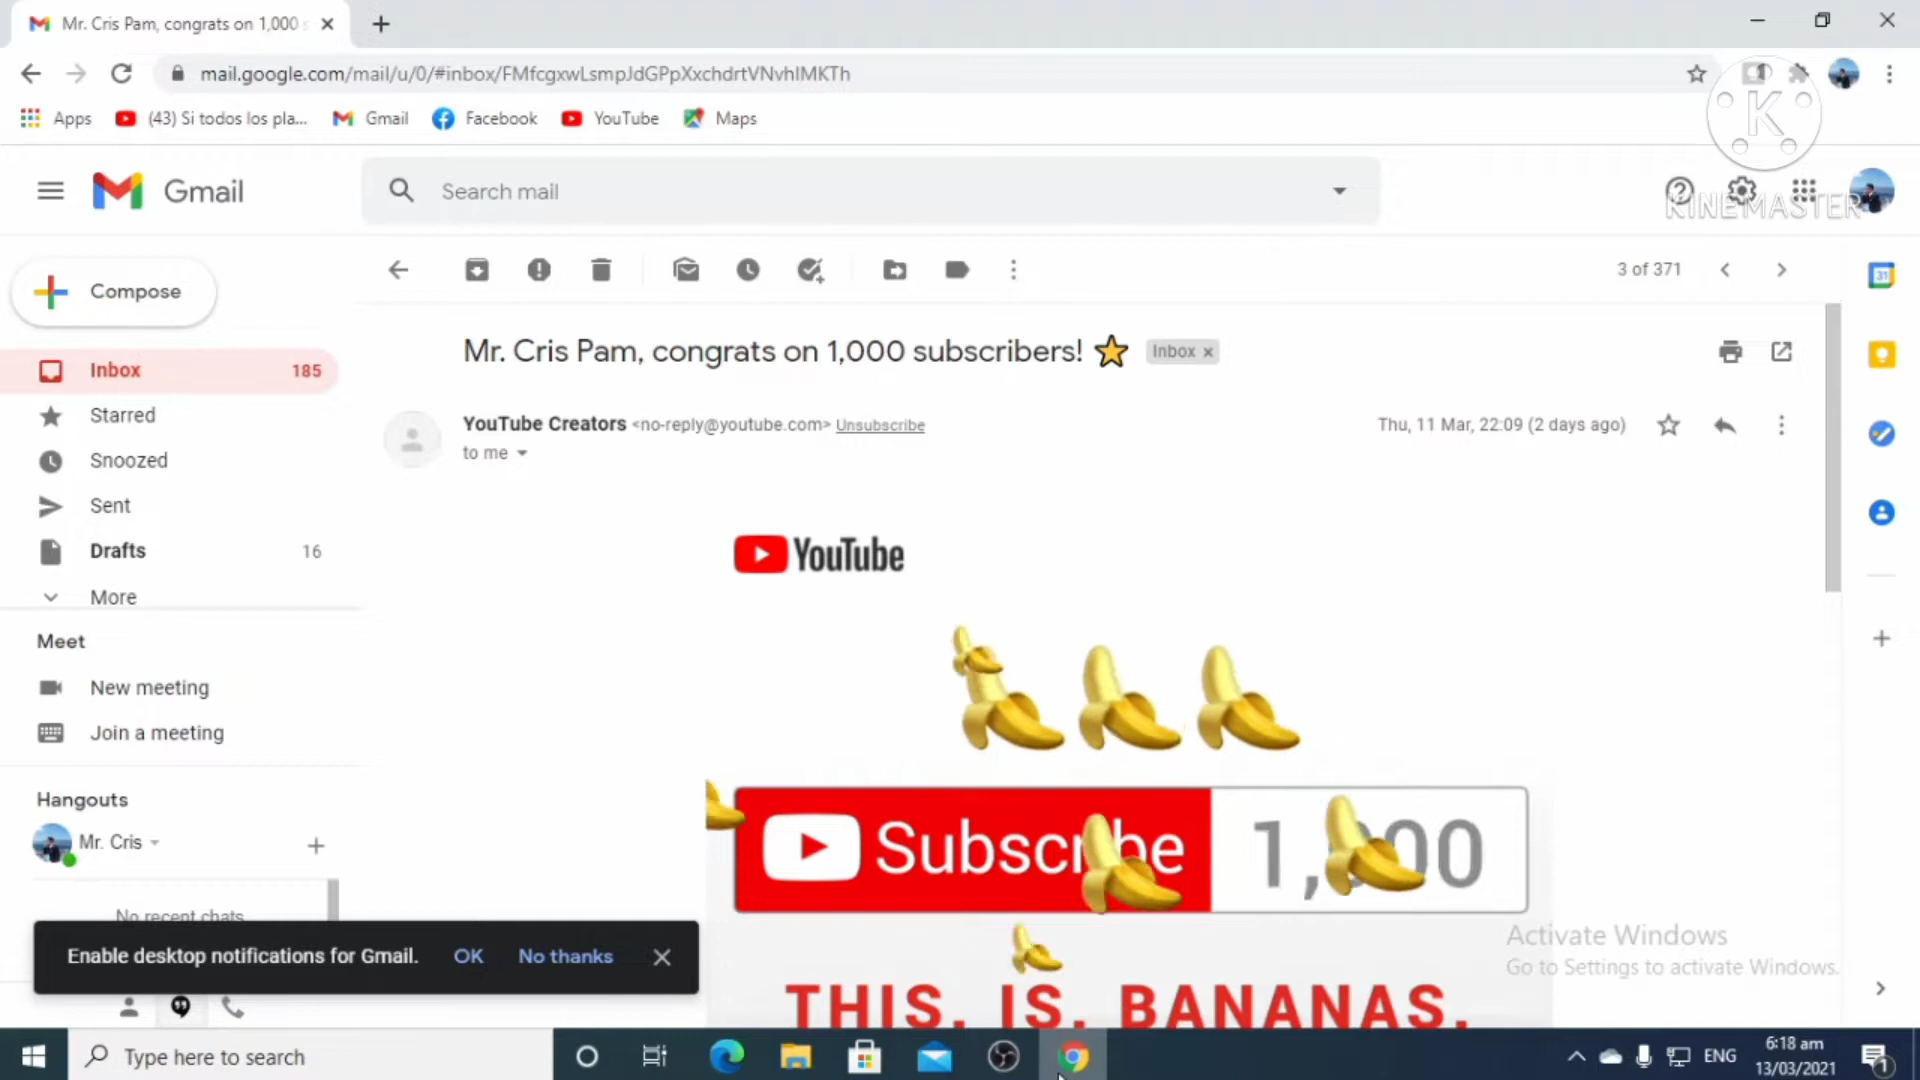 Mr. Cris Pam, congrats on 1,000 s
mail.google.com/mail/u/0/#inbox/FMfcgxwLsmpJdGPpXxchdrtVNvhlMKTh
Apps
(43) Si todos los pla...
Gmail
Facebook
YouTube
Maps
K
KINEMASTER
Gmail
Search mail
Compose
3 of 371
31
Mr. Cris Pam, congrats on 1,000 subscribers!
Inbox x
Inbox 185
Starred
Snoozed
Sent
Drafts 16
More
YouTube Creators <no-reply@youtube.com> Unsubscribe
Thu, 11 Mar, 22:09 (2 days ago)
to me
YouTube
Meet
New meeting
Join a meeting
Hangouts
Mr. Cris
No recent chats
Subscribe 1,000
THIS. IS. BANANAS.
Enable desktop notifications for Gmail. OK No thanks
Activate Windows
Go to Settings to activate Windows.
Type here to search
ENG
6:18 am
13/03/2021
1